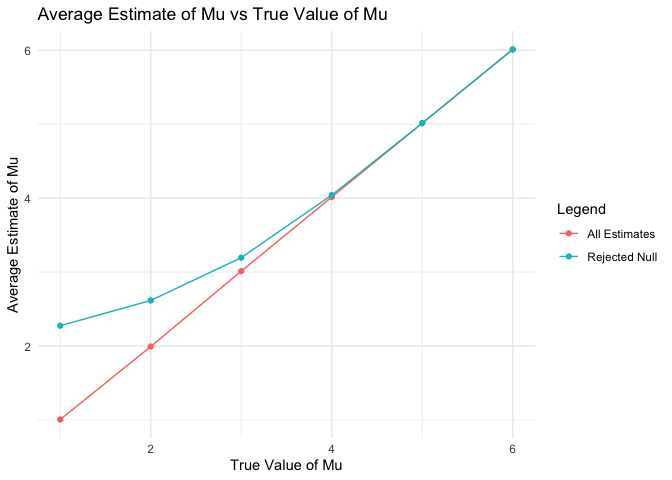 Average Estimate of Mu vs True Value of Mu
Average Estimate of Mu
6
4
2
2
4
6
True Value of Mu
Legend
All Estimates
Rejected Null